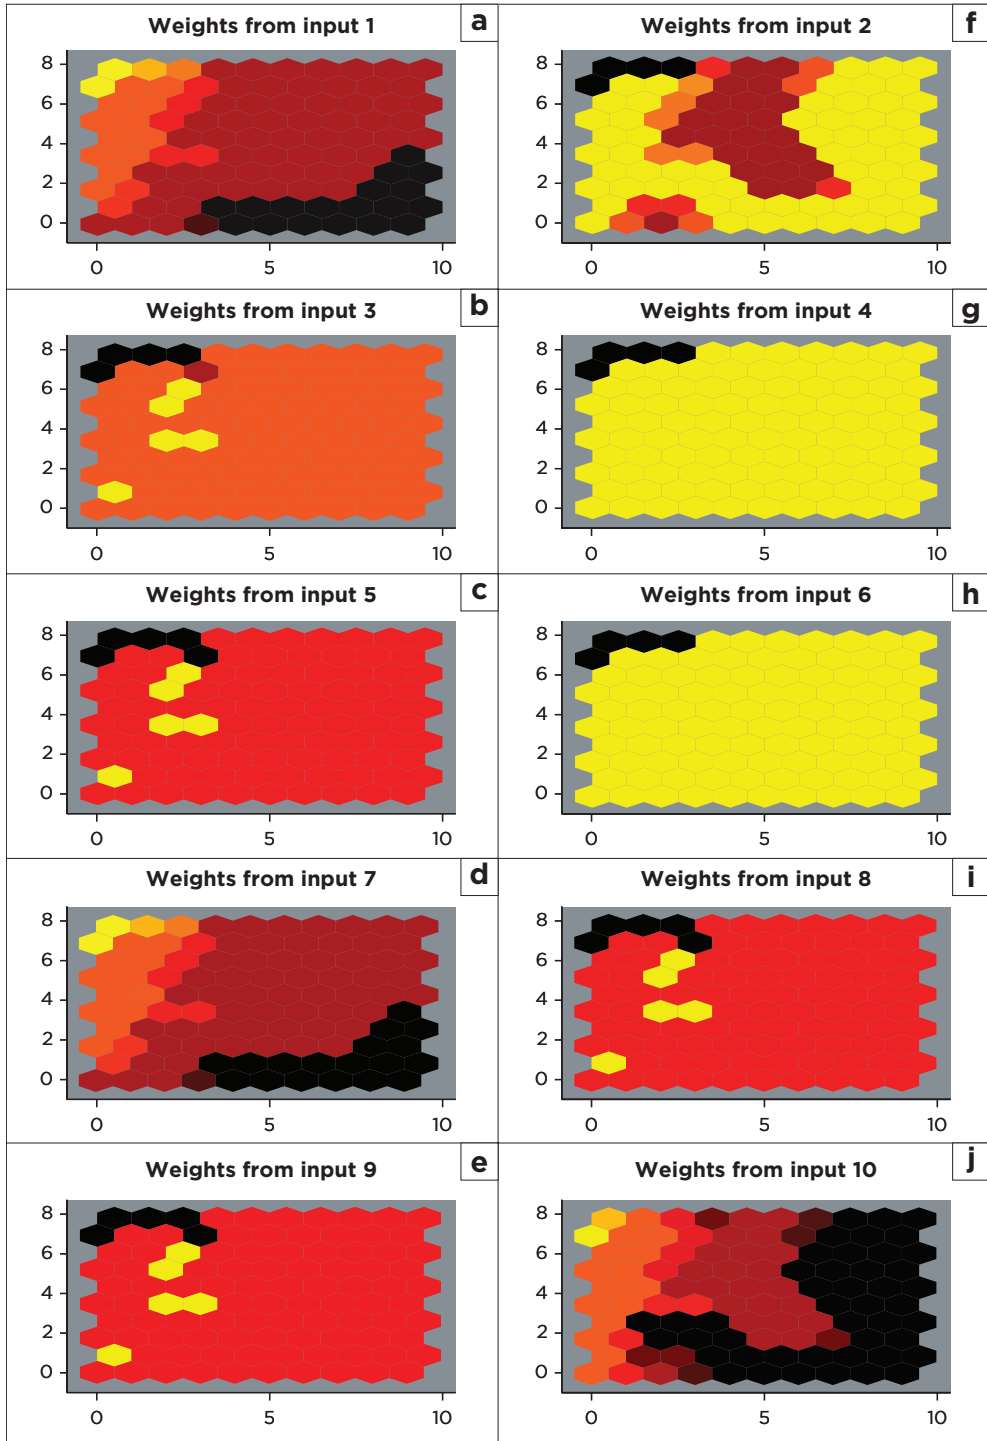 Weights from input 1
a
8
6
4
2
0
0 5 10
Weights from input 2
f
8
6
4
2
0
0 5 10
Weights from input 3
b
8
6
4
2
0
0 5 10
Weights from input 4
g
8
6
4
2
0
0 5 10
Weights from input 5
c
8
6
4
2
0
0 5 10
Weights from input 6
h
8
6
4
2
0
0 5 10
Weights from input 7
d
8
6
4
2
0
0 5 10
Weights from input 8
i
8
6
4
2
0
0 5 10
Weights from input 9
e
8
6
4
2
0
0 5 10
Weights from input 10
j
8
6
4
2
0
0 5 10